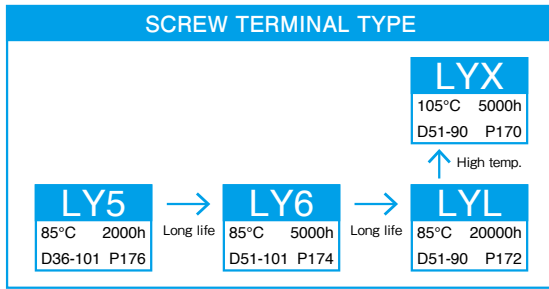 SCREW TERMINAL TYPE
LYX
105°C 5000h
D51-90 P170
High temp.
LY5
85°C 2000h
D36-101 P176
Long life
LY6
85°C 5000h
D51-101 P174
Long life
LYL
85°C 20000h
D51-90 P172